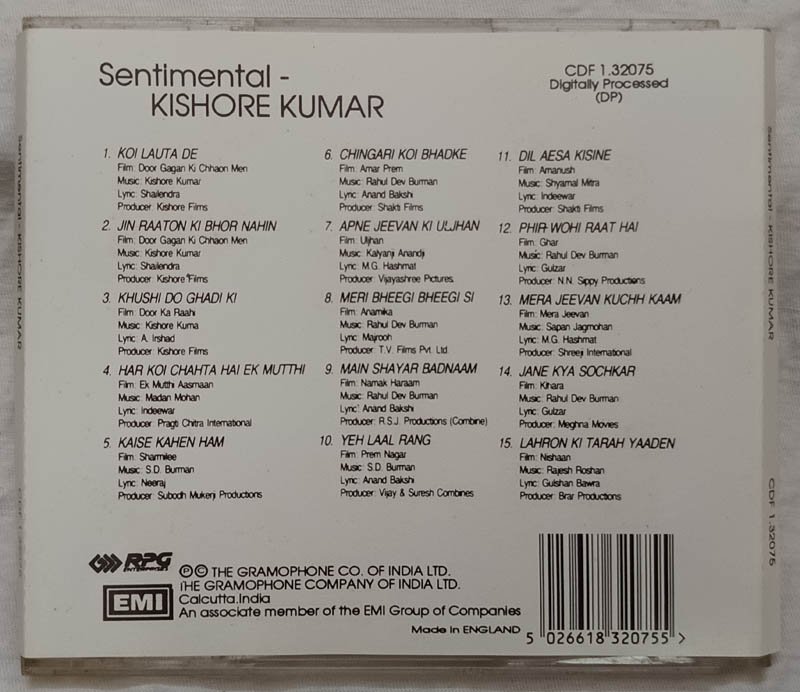 Sentimental -
KISHORE KUMAR
CDF 1.32075
Digitally Processed
(DP)
1. KOI LAUTA DE
Film: Door Gagan Ki Chhaon Men
Music: Kishore Kumar
Lyric: Shailendra
Producer: Kishore Films
2. JIN RAATON KI BHOR NAHIN
Film: Door Gagan Ki Chhaon Men
Music: Kishore Kumar
Lyric: Shailendra
Producer: Kishore Films
3. KHUSHI DO GHADI KI
Film: Door Ka Raahi
Music: Kishore Kuma
Lyric: A. Irshad
Producer: Kishore Films
4. HAR KOI CHAHTA HAI EK MUTTHI
Film: Ek Mutthi Aasmaan
Music: Madan Mohan
Lyric: Indeewar
Producer: Pragti Chitra International
5. KAISE KAHEN HAM
Film: Sharmilee
Music: S.D. Burman
Lyric: Neeraj
Producer: Subodh Mukerji Productions
6. CHINGARI KOI BHADKE
Film: Amar Prem
Music: Rahul Dev Burman
Lyric: Anand Bakshi
Producer: Shakti Films
7. APNE JEEVAN KI ULJHAN
Film: Uljhan
Music: Kalyanji Anandji
Lyric: M.G. Hashmat
Producer: Vijayashree Pictures.
8. MERI BHEEGI BHEEGI SI
Film: Anamika
Music: Rahul Dev Burman
Lyric: Majrooh
Producer: T.V. Films Pvt. Ltd
9. MAIN SHAYAR BADNAAM
Film: Namak Haraam
Music: Rahul Dev Burman
Lyric: Anand Bakshi
Producer: R.S.J. Productions (Combine)
10. YEH LAAL RANG
Film: Prem Nagar
Music: S.D. Burman
Lyric: Anand Bakshi
Producer: Vijay & Suresh Combines
11. DIL AESA KISINE
Film: Amanush
Music: Shyamal Mitra
Lyric: Indeewar
Producer: Shakti Films
12. PHIR WOHI RAAT HAI
Film: Ghar
Music: Rahul Dev Burman
Lyric: Gulzar
Producer: N.N. Sippy Productions
13. MERA JEEVAN KUCHH KAAM
Film: Mera Jeevan
Music: Sapan Jagmohan
Lyric: M.G. Hashmat
Producer: Shreeji International
14. JANE KYA SOCHKAR
Film: Kihara
Music: Rahul Dev Burman
Lyric: Gulzar
Producer: Meghna Movies
15. LAHRON KI TARAH YAADEN
Film: Nishaan
Music: Rajesh Roshan
Lyric: Gulshan Bawra
Producer: Brar Productions
RPG
ENTERPRISES
EMI
℗© THE GRAMOPHONE CO. OF INDIA LTD.
THE GRAMOPHONE COMPANY OF INDIA LTD.
Calcutta.India
An associate member of the EMI Group of Companies
Made in ENGLAND
5 026618 320755 >
Sentimental - KISHORE KUMAR
CDF 1.32075
Sentimental - KISHORE KUMAR
CDF 1.32075